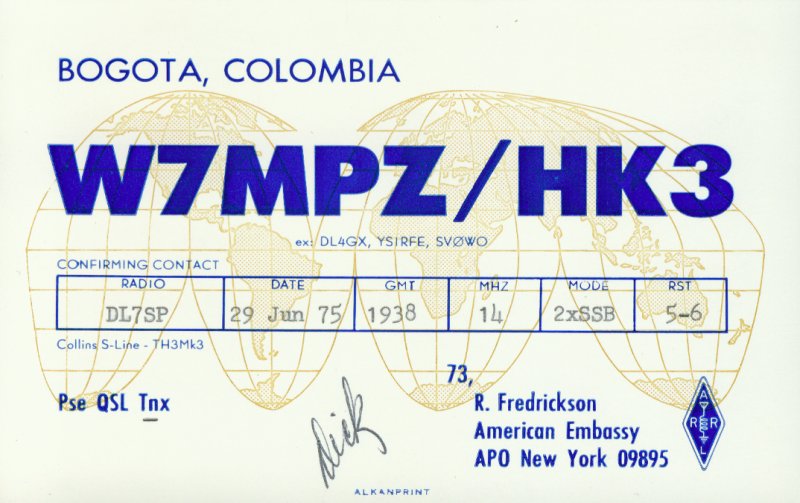 BOGOTA, COLOMBIA
W7MPZ/HK3
ex: DL4GX, YS1RFE, SVØWO
CONFIRMING CONTACT
RADIO DATE GMT MHZ MODE RST
DL7SP 29 Jun 75 1938 14 2xSSB 5-6
Collins S-Line - TH3Mk3
73,
Pse QSL Tnx
R. Fredrickson
American Embassy
APO New York 09895
Dick
A
R R
L
ALKANPRINT